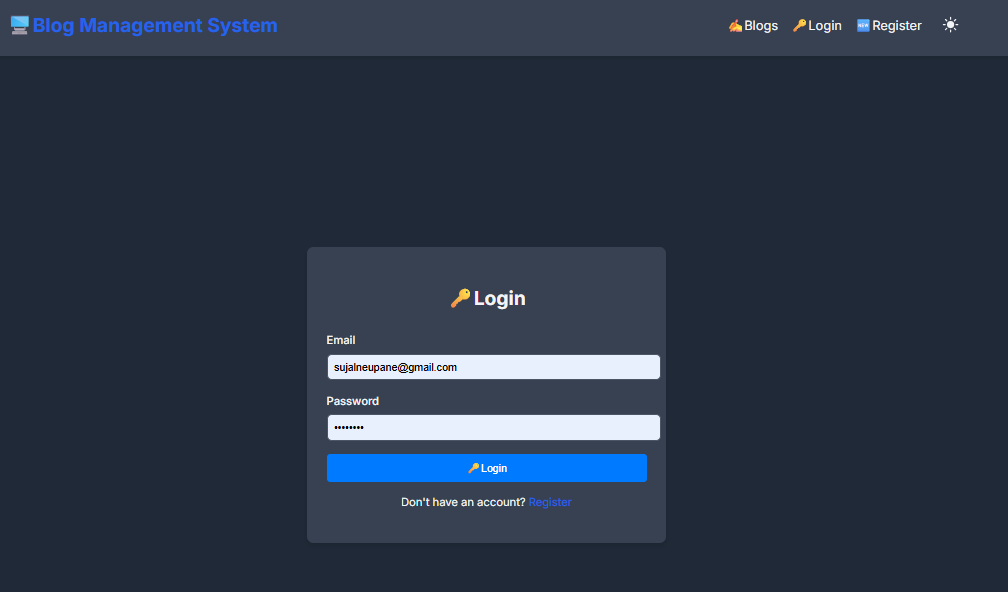 Blog Management System
✍️Blogs 🔑Login 🆕Register
🔑Login
Email
sujalneupane@gmail.com
Password
••••••••
🔑Login
Don't have an account? Register